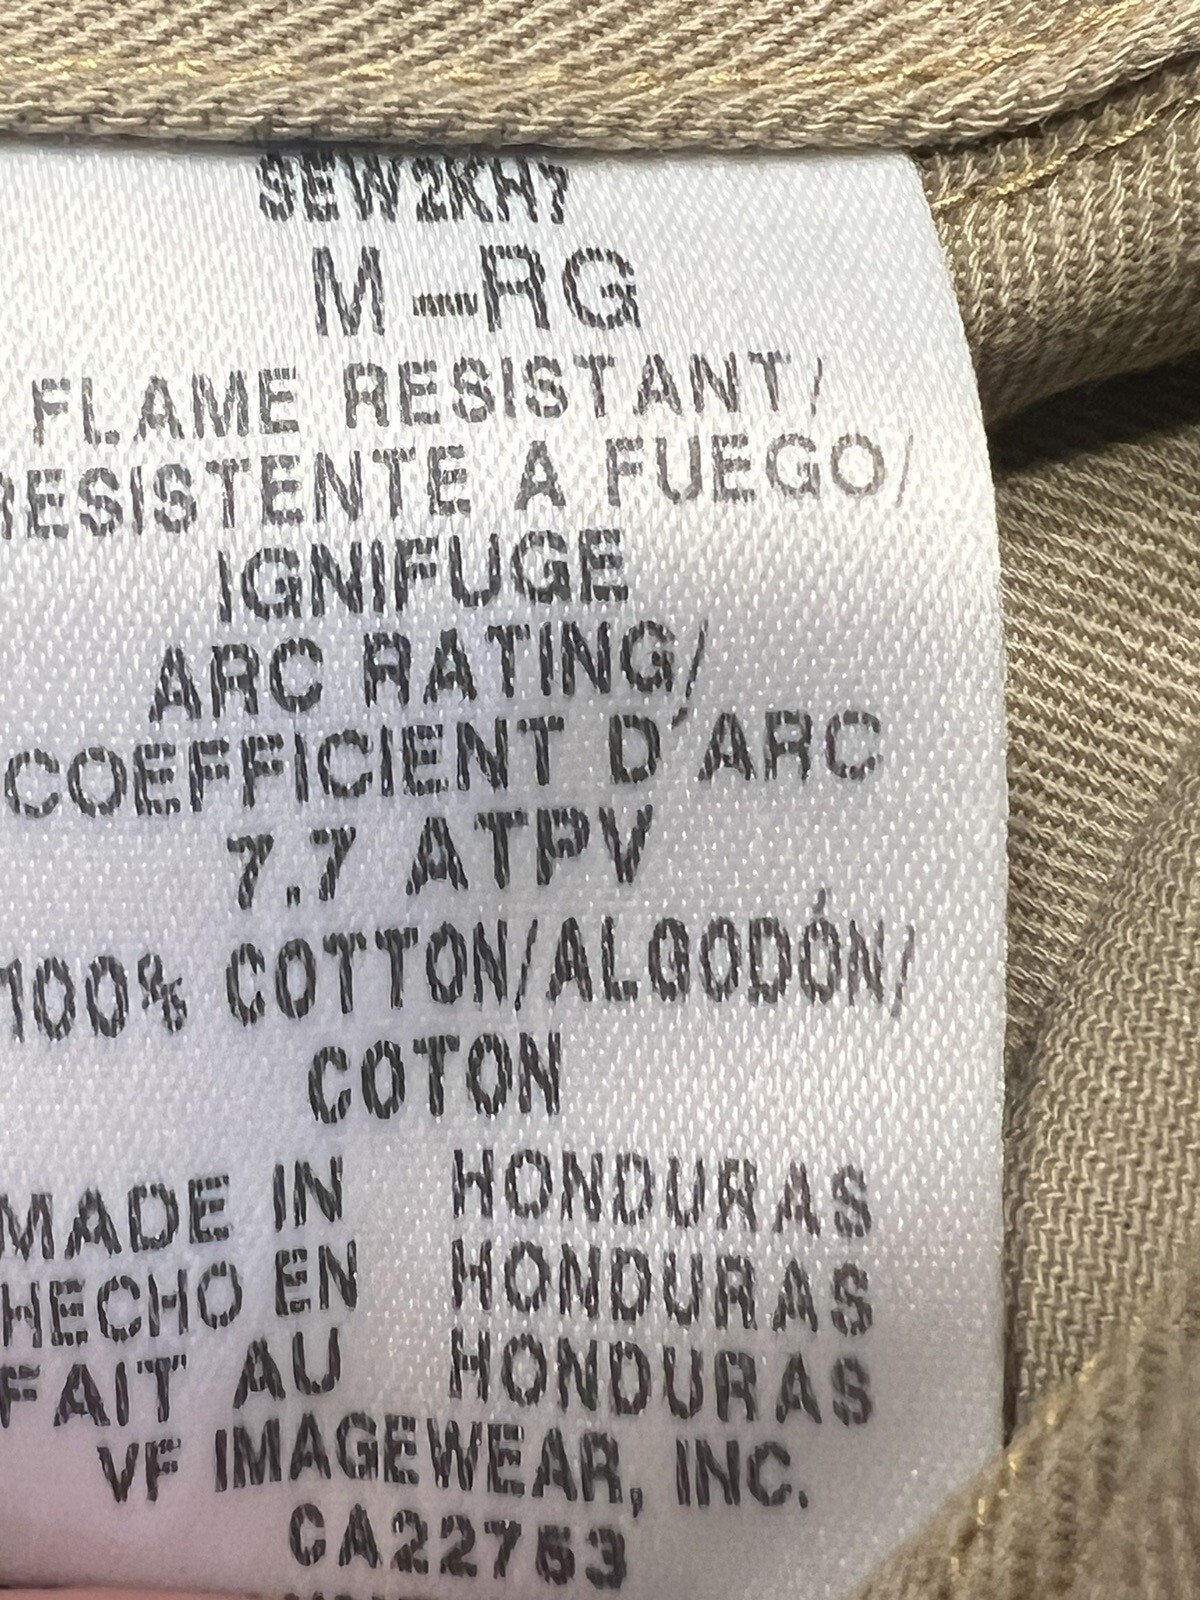 SEW2KH7
M-RG
FLAME RESISTANT/
RESISTENTE A FUEGO/
IGNIFUGE
ARC RATING/
COEFFICIENT D'ARC
7.7 ATPV
100% COTTON/ALGODÓN/
COTON
MADE IN HONDURAS
HECHO EN HONDURAS
FAIT AU HONDURAS
VF IMAGEWEAR, INC.
CA22753